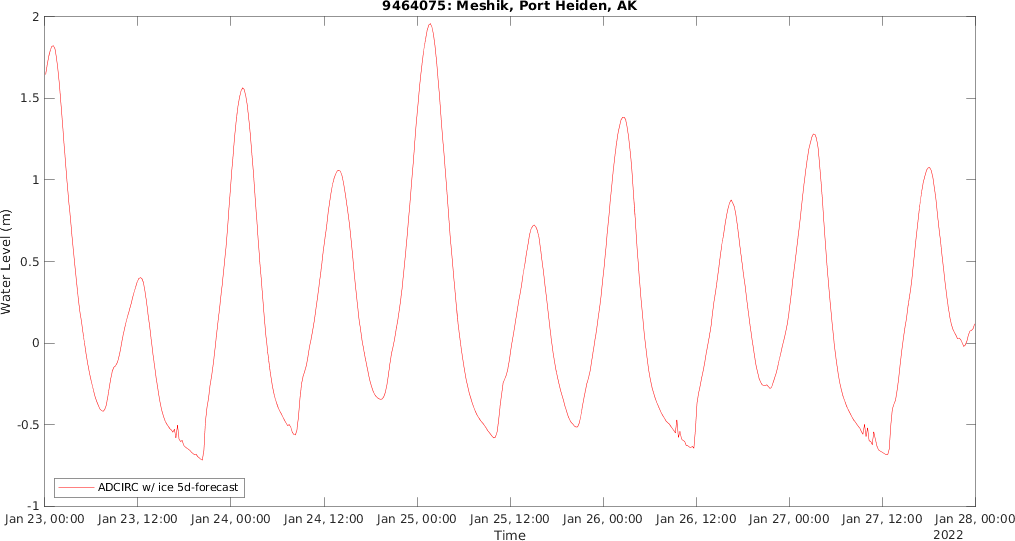 9464075: Meshik, Port Heiden, AK
Water Level (m)
2
1.5
1
0.5
0
-0.5
-1
ADCIRC w/ ice 5d-forecast
Jan 23, 00:00 Jan 23, 12:00 Jan 24, 00:00 Jan 24, 12:00 Jan 25, 00:00 Jan 25, 12:00 Jan 26, 00:00 Jan 26, 12:00 Jan 27, 00:00 Jan 27, 12:00 Jan 28, 00:00
Time
2022